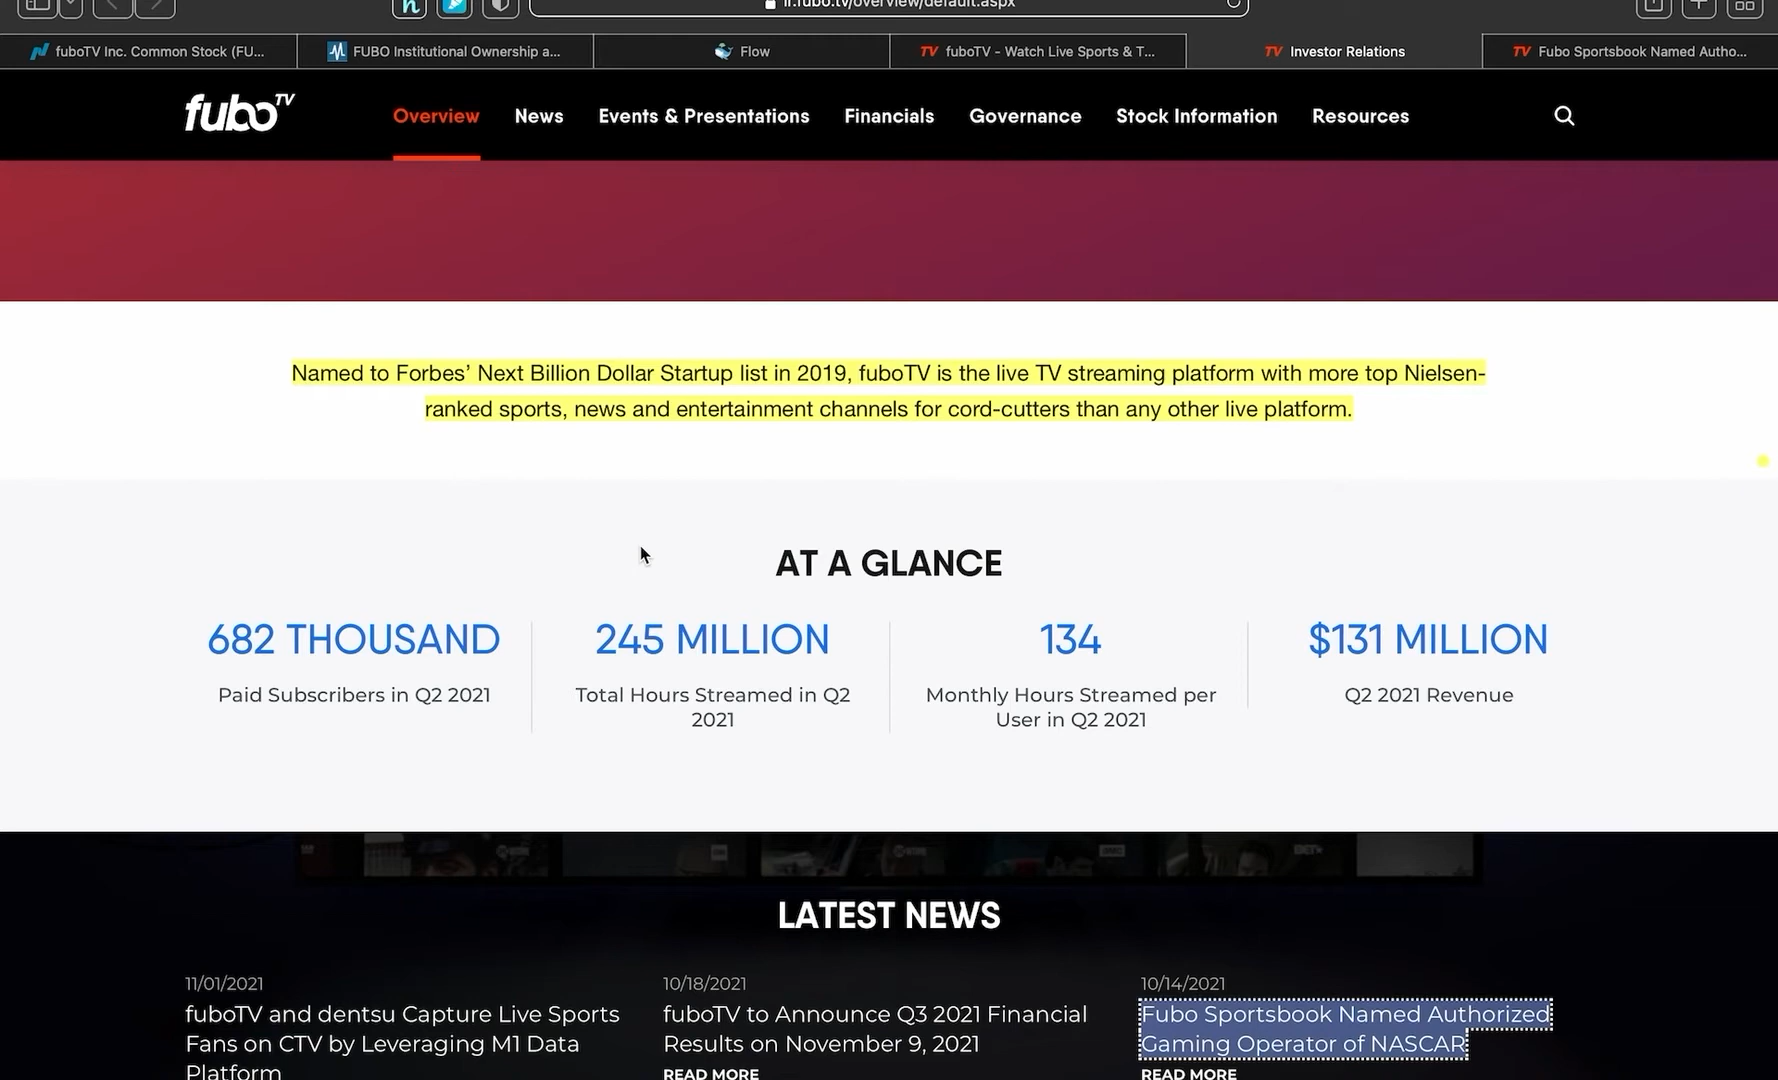 ir.fubo.tv/overview/default.aspx
fuboTV Inc. Common Stock (FU...
FUBO Institutional Ownership a...
Flow
fuboTV - Watch Live Sports & T...
Investor Relations
Fubo Sportsbook Named Autho...
fubo TV
Overview
News
Events & Presentations
Financials
Governance
Stock Information
Resources
Named to Forbes’ Next Billion Dollar Startup list in 2019, fuboTV is the live TV streaming platform with more top Nielsen-
ranked sports, news and entertainment channels for cord-cutters than any other live platform.
AT A GLANCE
682 THOUSAND
Paid Subscribers in Q2 2021
245 MILLION
Total Hours Streamed in Q2
2021
134
Monthly Hours Streamed per
User in Q2 2021
$131 MILLION
Q2 2021 Revenue
LATEST NEWS
11/01/2021
fuboTV and dentsu Capture Live Sports
Fans on CTV by Leveraging M1 Data
Platform
10/18/2021
fuboTV to Announce Q3 2021 Financial
Results on November 9, 2021
READ MORE
10/14/2021
Fubo Sportsbook Named Authorized
Gaming Operator of NASCAR
READ MORE